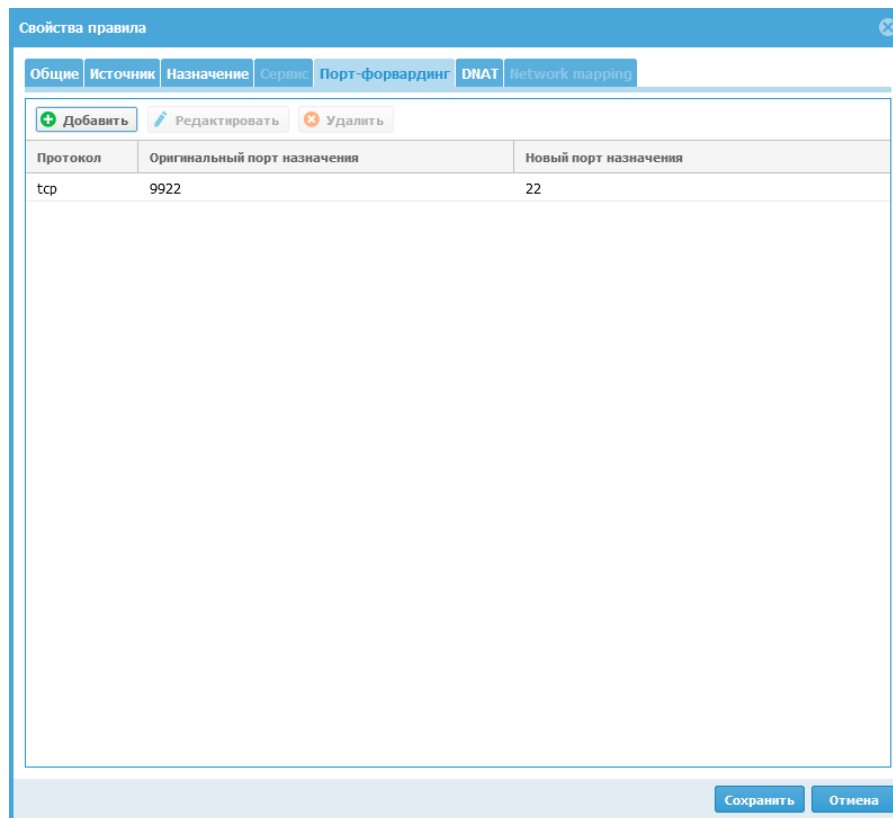 Свойства правила
Общие Источник Назначение Сервис Порт-форвардинг DNAT Network mapping
Добавить Редактировать Удалить
Протокол Оригинальный порт назначения Новый порт назначения
tcp 9922 22
Сохранить Отмена